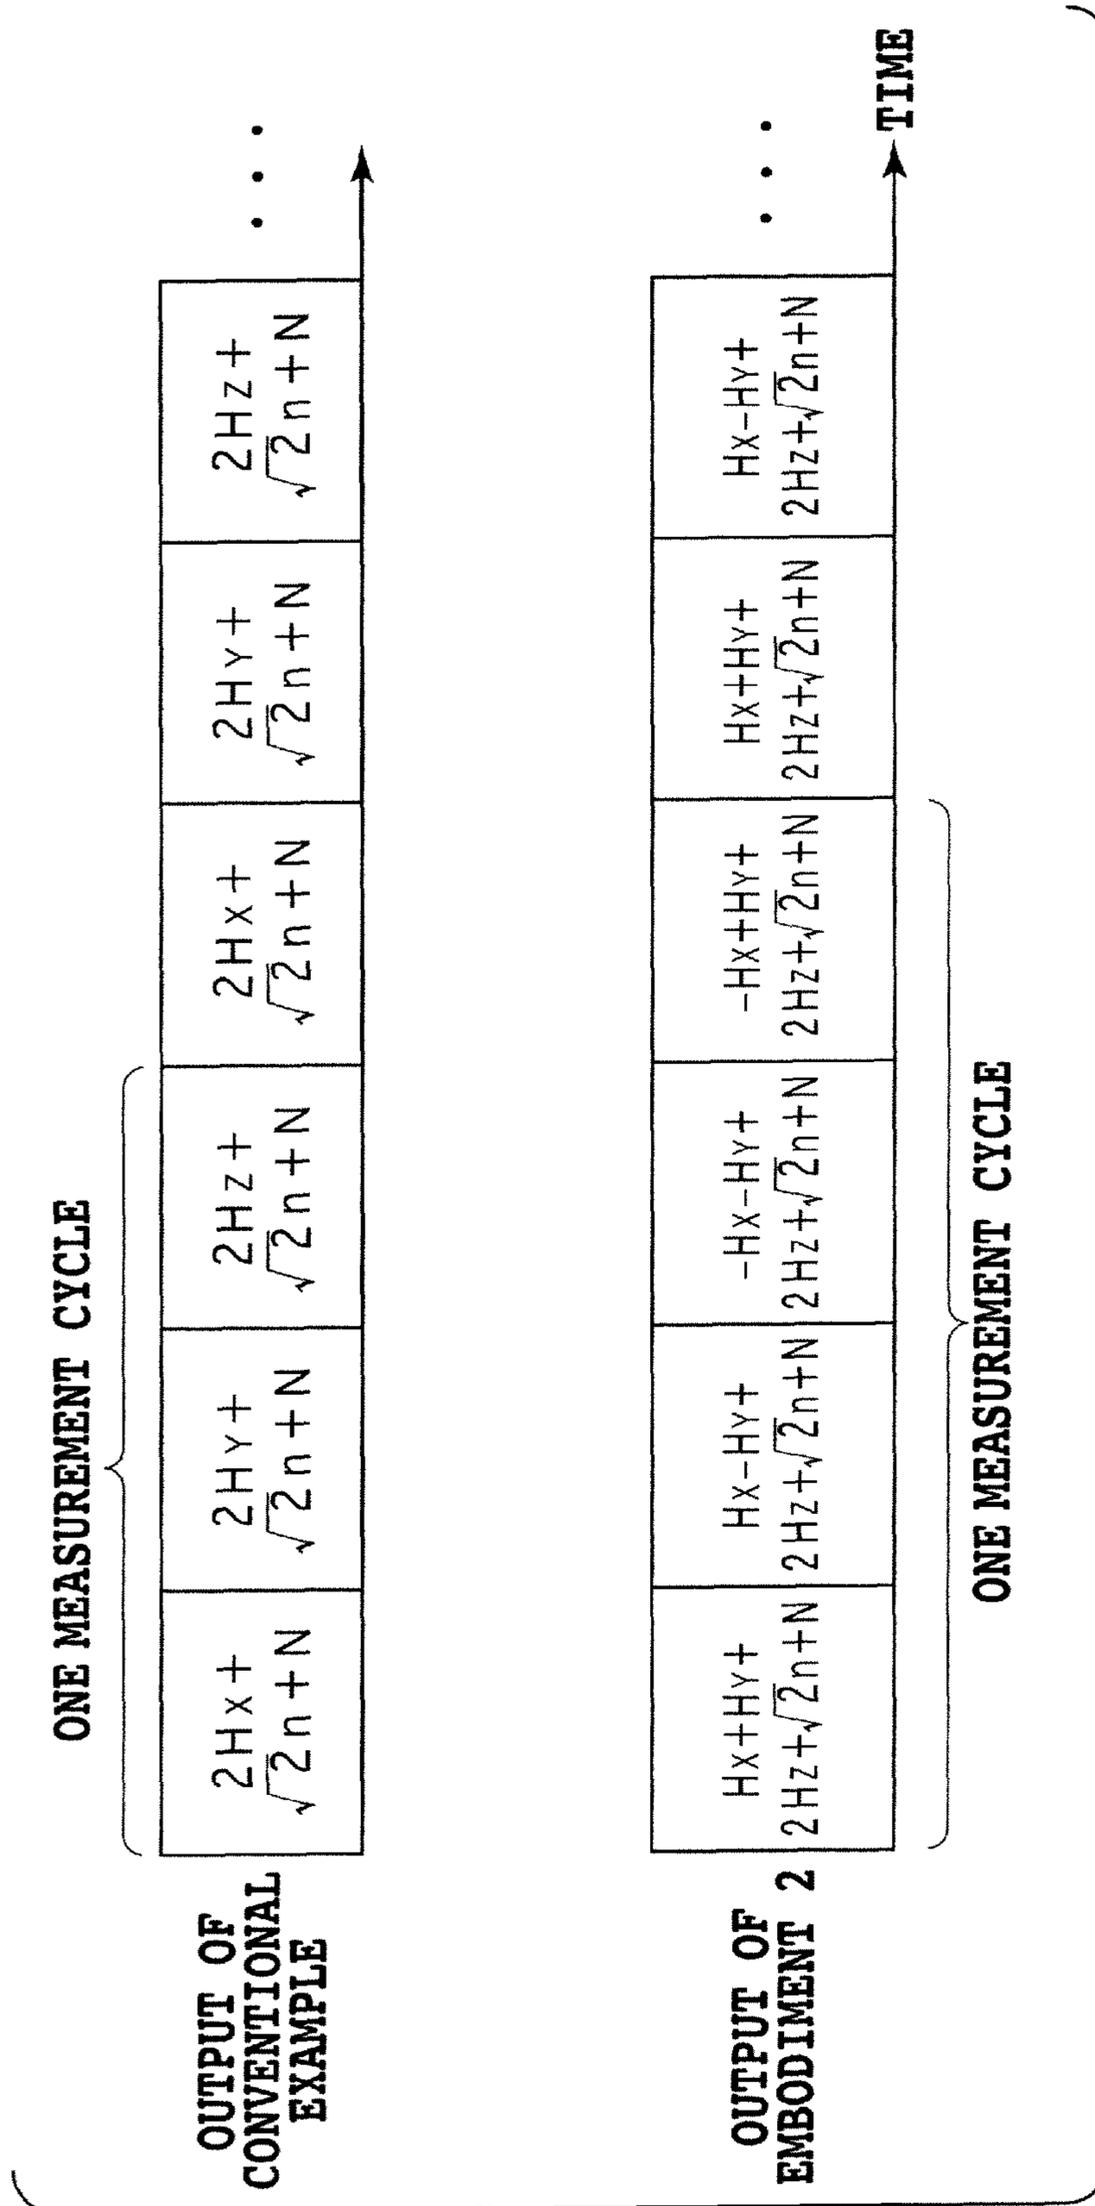 ONE MEASUREMENT CYCLE
OUTPUT OF
CONVENTIONAL
EXAMPLE
2Hx+
√2n+N
2Hy+
√2n+N
2Hz+
√2n+N
2Hx+
√2n+N
2Hy+
√2n+N
2Hz+
√2n+N
• • •
OUTPUT OF
EMBODIMENT 2
Hx+Hy+
2Hz+√2n+N
Hx-Hy+
2Hz+√2n+N
-Hx-Hy+
2Hz+√2n+N
-Hx+Hy+
2Hz+√2n+N
Hx+Hy+
2Hz+√2n+N
Hx-Hy+
2Hz+√2n+N
• • •
TIME
ONE MEASUREMENT CYCLE